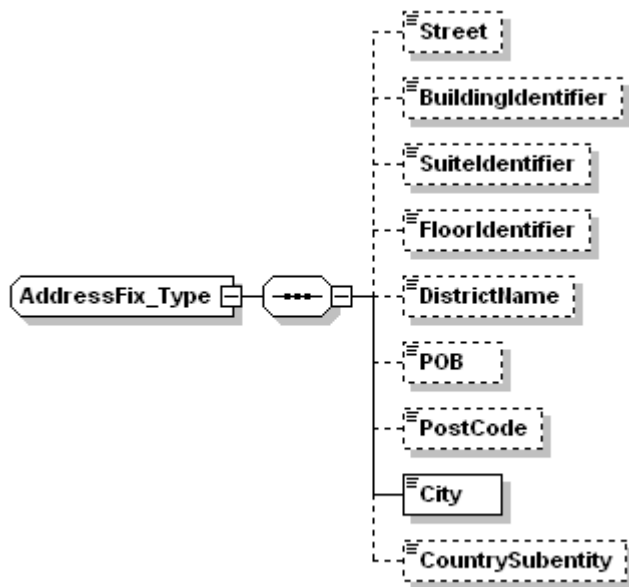 Street
BuildingIdentifier
SuiteIdentifier
FloorIdentifier
AddressFix_Type
DistrictName
POB
PostCode
City
CountrySubentity